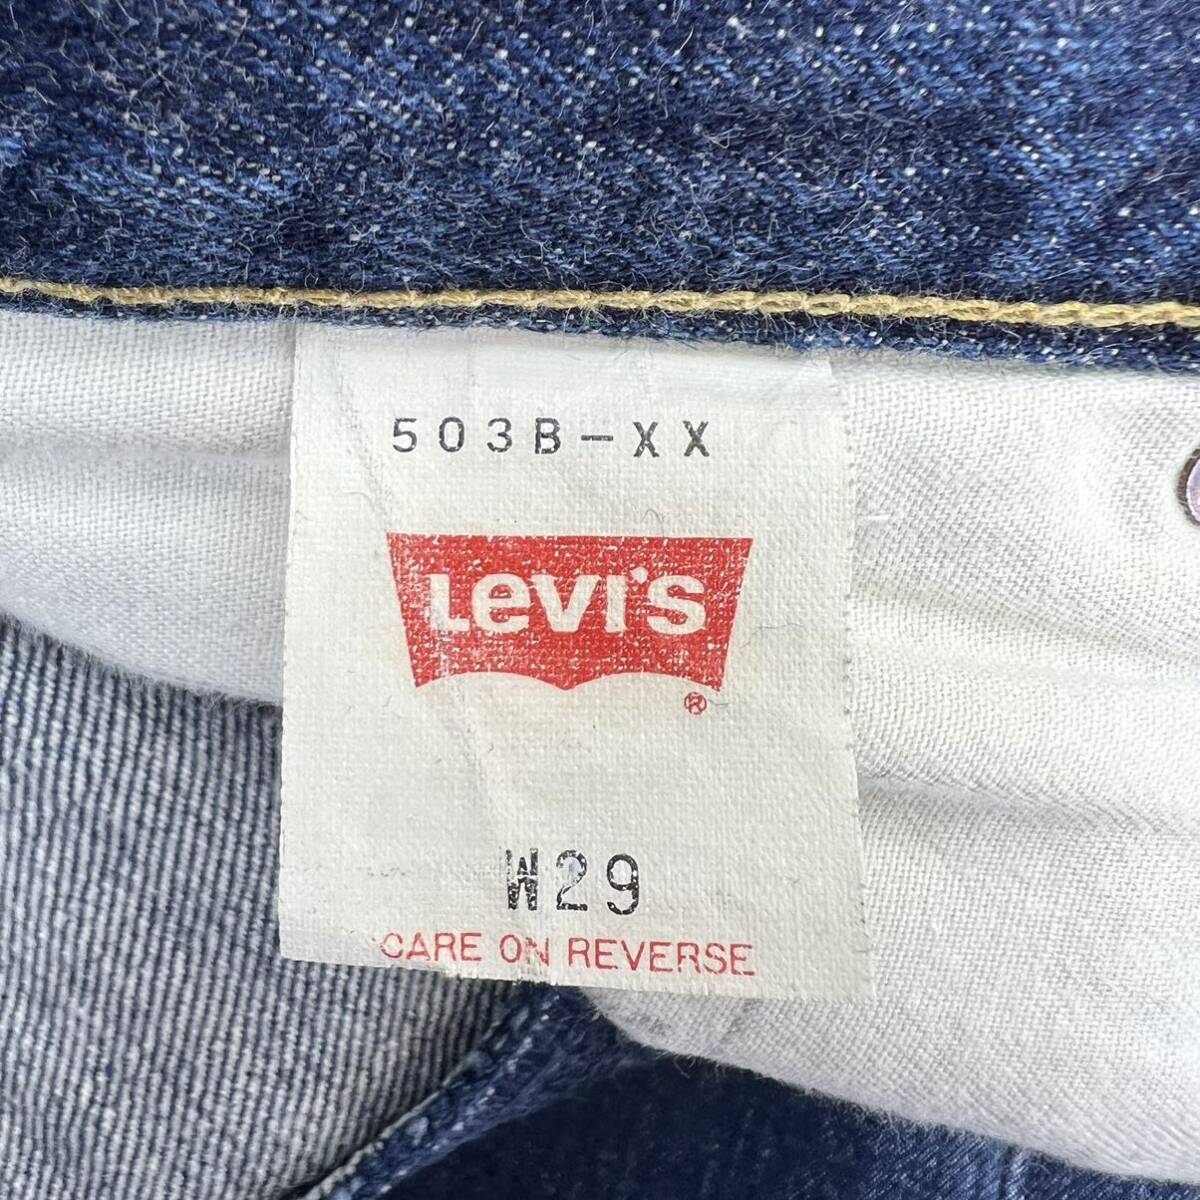 503B-XX
Levi's
®
W29
CARE ON REVERSE